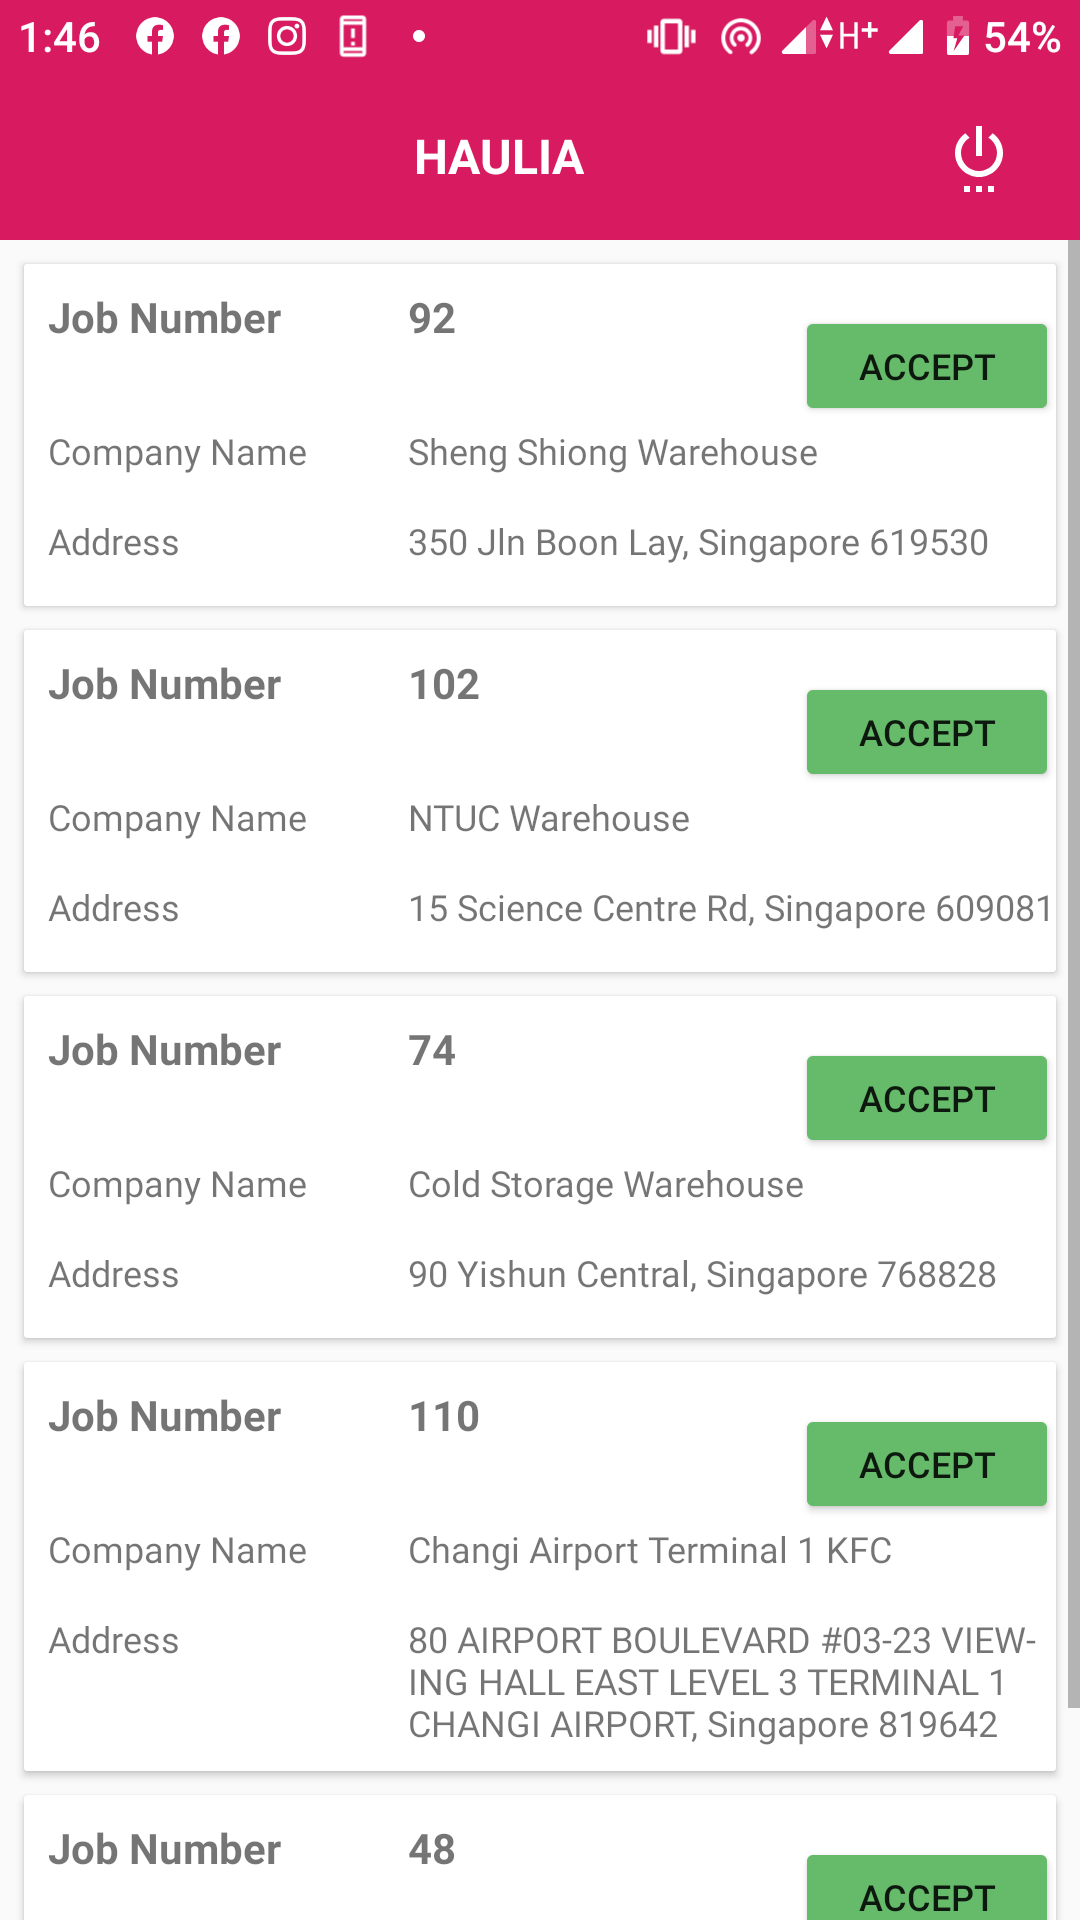 1:46 H+ 54%
HAULIA
Job Number 92
ACCEPT
Company Name Sheng Shiong Warehouse
Address 350 Jln Boon Lay, Singapore 619530
Job Number 102
ACCEPT
Company Name NTUC Warehouse
Address 15 Science Centre Rd, Singapore 609081
Job Number 74
ACCEPT
Company Name Cold Storage Warehouse
Address 90 Yishun Central, Singapore 768828
Job Number 110
ACCEPT
Company Name Changi Airport Terminal 1 KFC
Address 80 AIRPORT BOULEVARD #03-23 VIEW-
ING HALL EAST LEVEL 3 TERMINAL 1
CHANGI AIRPORT, Singapore 819642
Job Number 48
ACCEPT